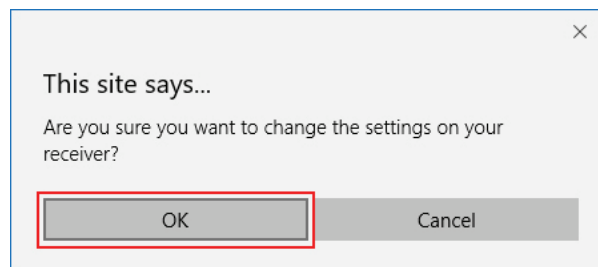 This site says...
Are you sure you want to change the settings on your
receiver?
OK
Cancel